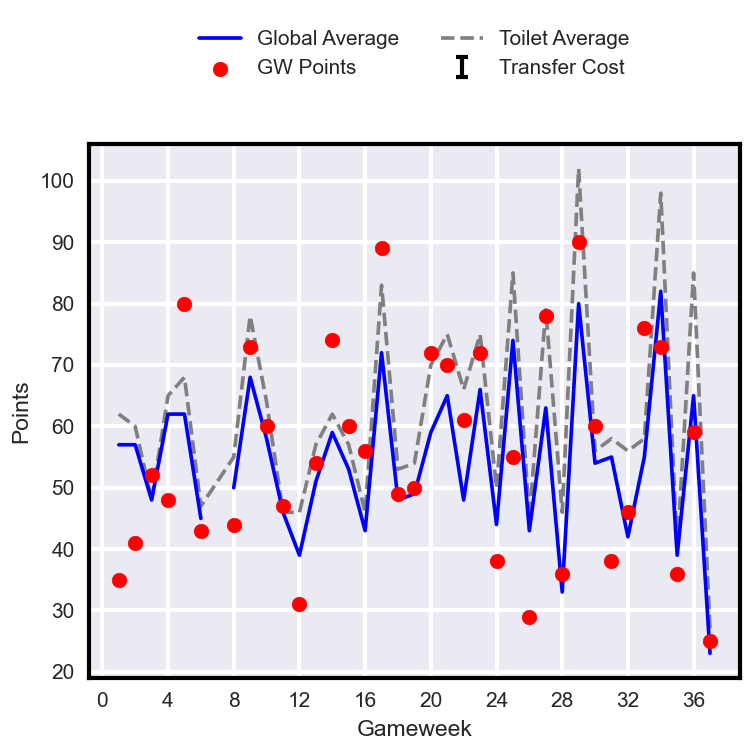 Global Average
Toilet Average
GW Points
Transfer Cost
Points
100
90
80
70
60
50
40
30
20
0 4 8 12 16 20 24 28 32 36
Gameweek